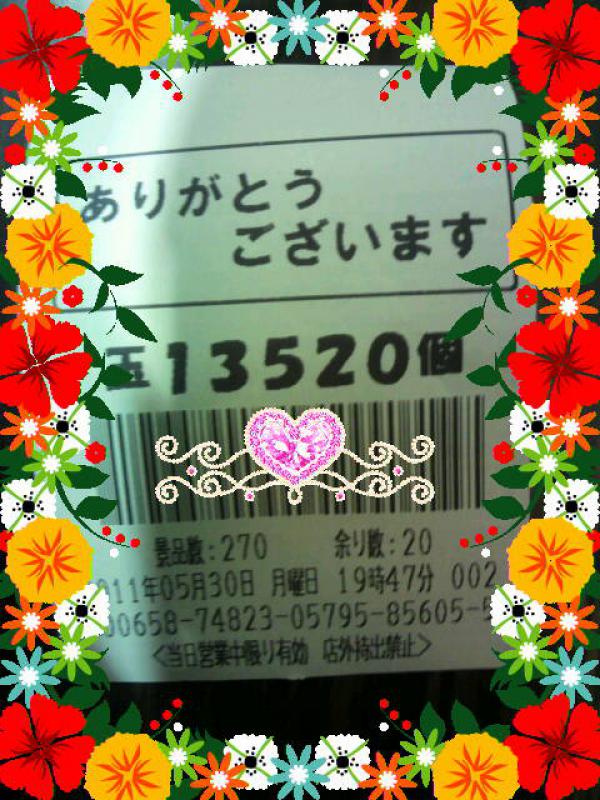 ありがとう
ございます
玉13520個
景品数:270 余り数:20
011年05月30日 月曜日 19時47分 002
00658-74823-05795-85605-5
<当日営業中限り有効 店外持出禁止>